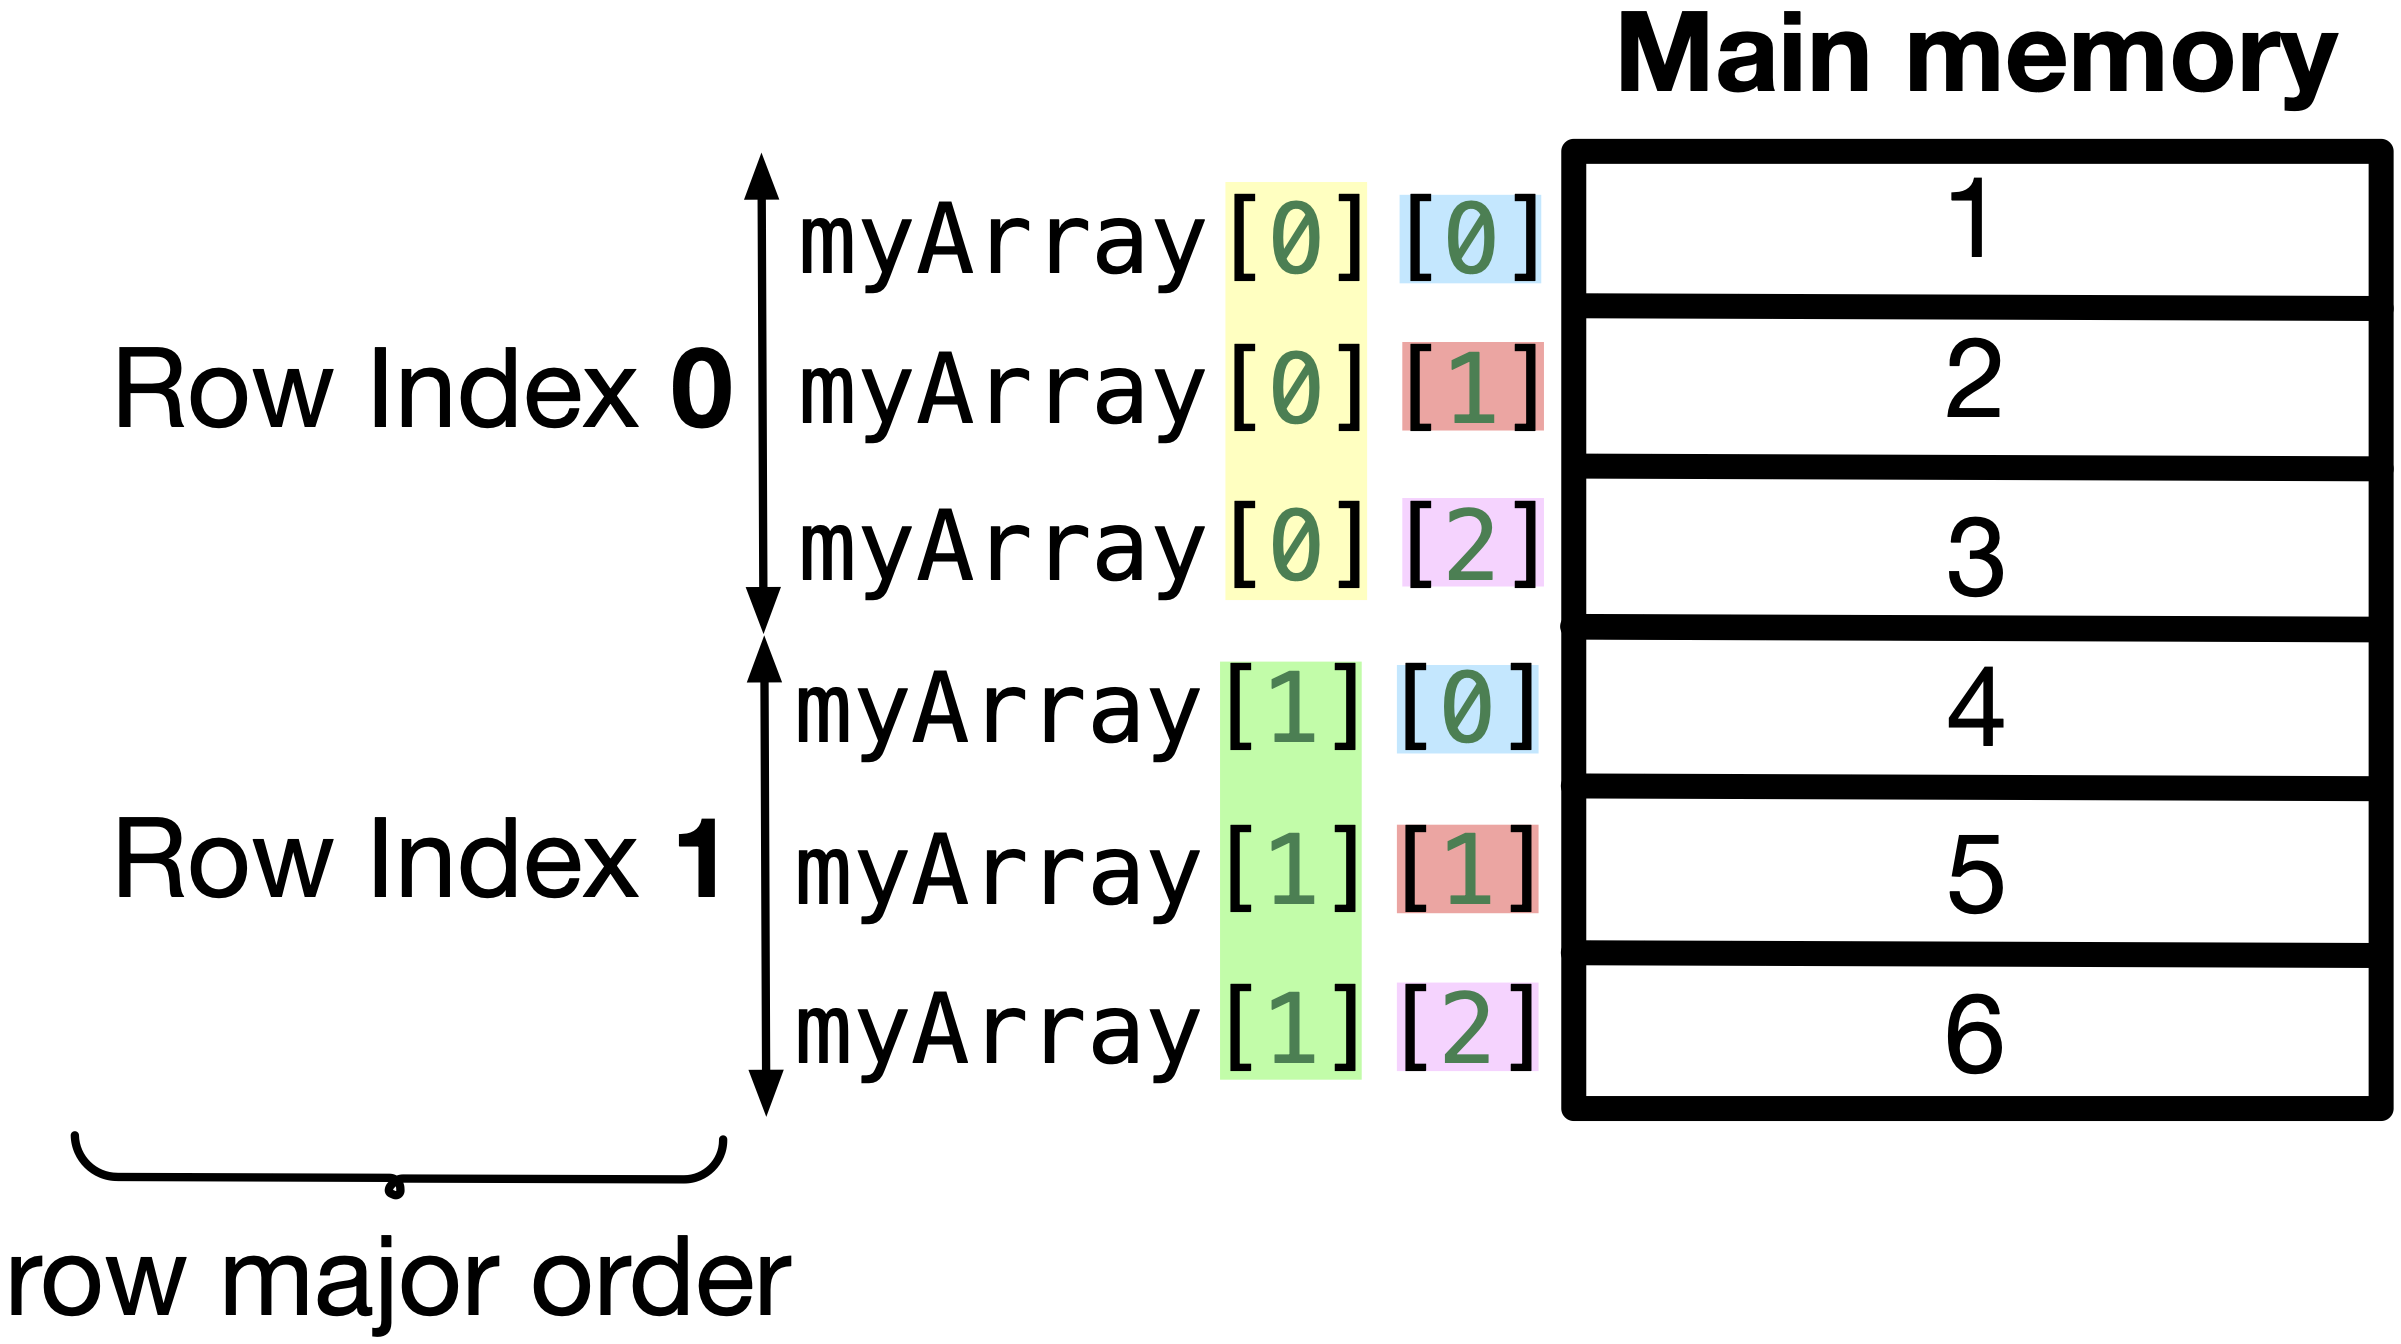 Main memory
myArray[0] [0] 1
Row Index 0 myArray[0] [1] 2
myArray[0] [2] 3
myArray[1] [0] 4
Row Index 1 myArray[1] [1] 5
myArray[1] [2] 6
row major order